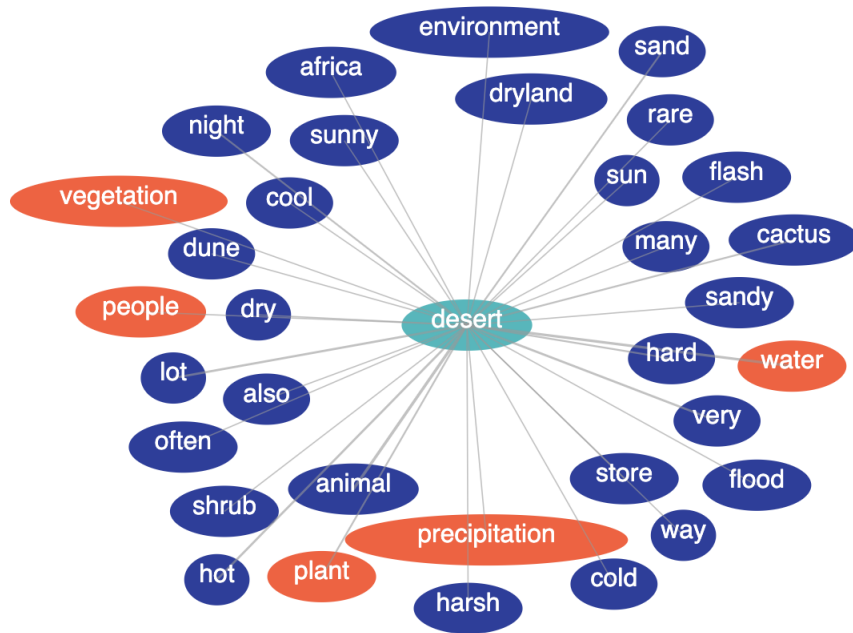 environment
sand
africa
dryland
rare
night
sunny
sun
flash
vegetation
cool
cactus
dune
many
people
dry
sandy
desert
lot
hard
water
also
very
often
animal
store
flood
shrub
precipitation
way
hot
plant
cold
harsh